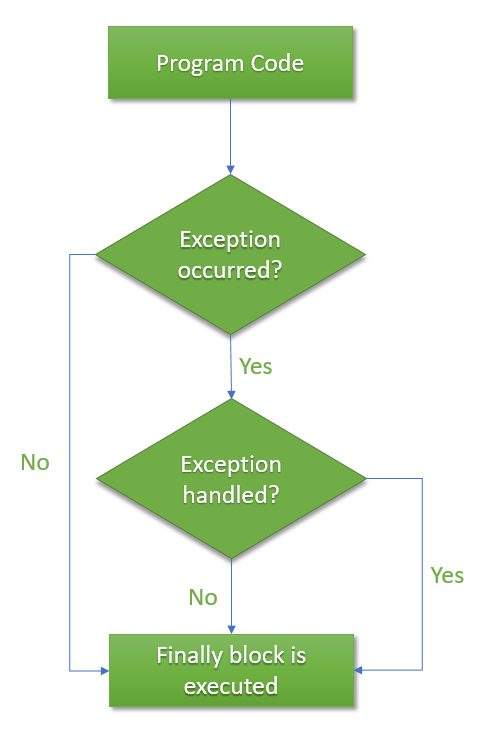 Program Code
Exception
occurred?
Yes
No
Exception
handled?
Yes
No
Finally block is
executed